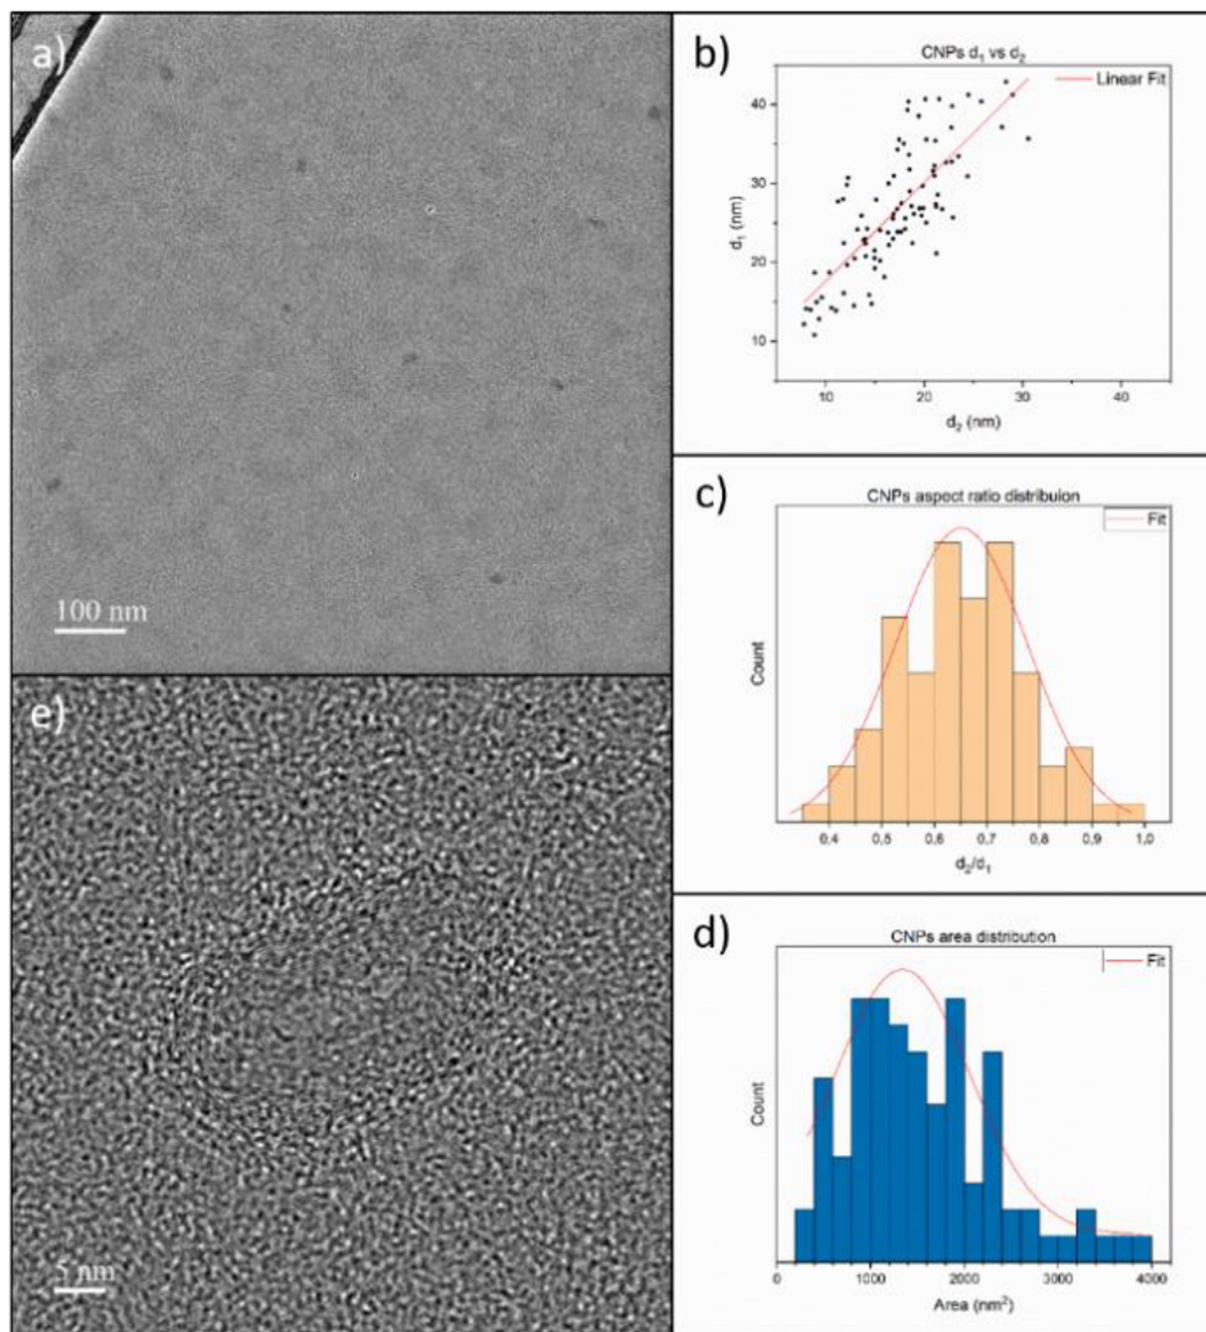 a)
100 nm
b)
CNPs d₁ vs d₂
Linear Fit
d₁ (nm)
40
30
20
10
10 20 30 40
d₂ (nm)
c)
CNPs aspect ratio distribuion
Fit
Count
0,4 0,5 0,6 0,7 0,8 0,9 1,0
d₂/d₁
d)
CNPs area distribution
Fit
Count
0 1000 2000 3000 4000
Area (nm²)
e)
5 nm